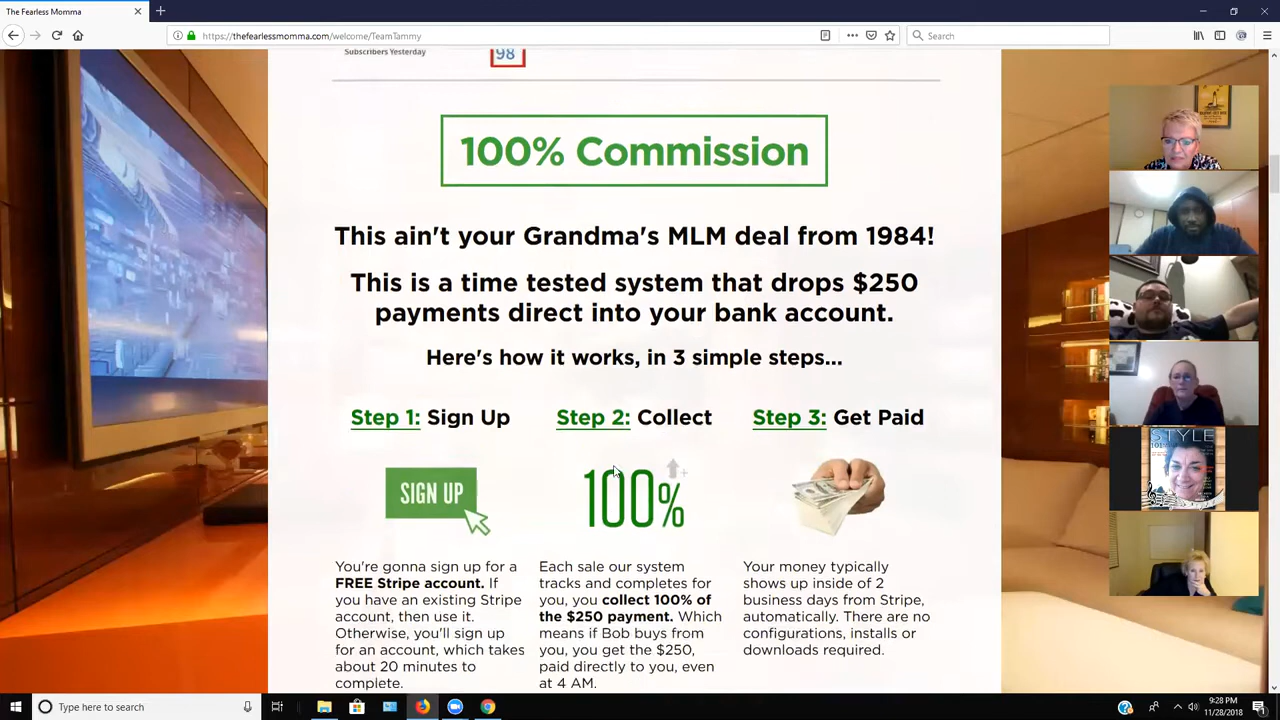 The Fearless Momma
https://thefearlessmomma.com/welcome/TeamTammy
Search
Subscribers Yesterday
98
100% Commission
This ain't your Grandma's MLM deal from 1984!
This is a time tested system that drops $250
payments direct into your bank account.
Here's how it works, in 3 simple steps...
Step 1: Sign Up
SIGN UP
You're gonna sign up for a
FREE Stripe account. If
you have an existing Stripe
account, then use it.
Otherwise, you'll sign up
for an account, which takes
about 20 minutes to
complete.
Step 2: Collect
100%
Each sale our system
tracks and completes for
you, you collect 100% of
the $250 payment. Which
means if Bob buys from
you, you get the $250,
paid directly to you, even
at 4 AM.
Step 3: Get Paid
Your money typically
shows up inside of 2
business days from Stripe,
automatically. There are no
configurations, installs or
downloads required.
STYLE
Type here to search
9:28 PM
11/28/2018